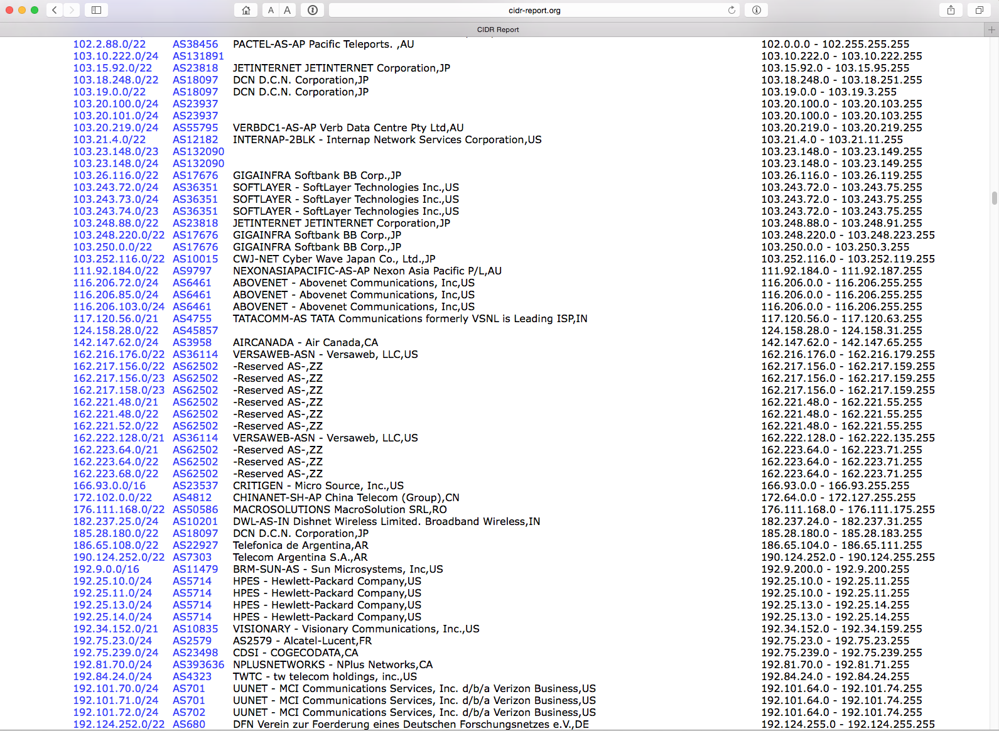 A A cidr-report.org
CIDR Report
102.2.88.0/22 AS38456 PACTEL-AS-AP Pacific Teleports. ,AU 102.0.0.0 - 102.255.255.255
103.10.222.0/24 AS131891 103.10.222.0 - 103.10.222.255
103.15.92.0/22 AS23818 JETINTERNET JETINTERNET Corporation,JP 103.15.92.0 - 103.15.95.255
103.18.248.0/22 AS18097 DCN D.C.N. Corporation,JP 103.18.248.0 - 103.18.251.255
103.19.0.0/22 AS18097 DCN D.C.N. Corporation,JP 103.19.0.0 - 103.19.3.255
103.20.100.0/24 AS23937 103.20.100.0 - 103.20.103.255
103.20.101.0/24 AS23937 103.20.100.0 - 103.20.103.255
103.20.219.0/24 AS55795 VERBDC1-AS-AP Verb Data Centre Pty Ltd,AU 103.20.219.0 - 103.20.219.255
103.21.4.0/22 AS12182 INTERNAP-2BLK - Internap Network Services Corporation,US 103.21.4.0 - 103.21.11.255
103.23.148.0/23 AS132090 103.23.148.0 - 103.23.149.255
103.23.148.0/24 AS132090 103.23.148.0 - 103.23.149.255
103.26.116.0/22 AS17676 GIGAINFRA Softbank BB Corp.,JP 103.26.116.0 - 103.26.119.255
103.243.72.0/24 AS36351 SOFTLAYER - SoftLayer Technologies Inc.,US 103.243.72.0 - 103.243.75.255
103.243.73.0/24 AS36351 SOFTLAYER - SoftLayer Technologies Inc.,US 103.243.72.0 - 103.243.75.255
103.243.74.0/23 AS36351 SOFTLAYER - SoftLayer Technologies Inc.,US 103.243.72.0 - 103.243.75.255
103.248.88.0/22 AS23818 JETINTERNET JETINTERNET Corporation,JP 103.248.88.0 - 103.248.91.255
103.248.220.0/22 AS17676 GIGAINFRA Softbank BB Corp.,JP 103.248.220.0 - 103.248.223.255
103.250.0.0/22 AS17676 GIGAINFRA Softbank BB Corp.,JP 103.250.0.0 - 103.250.3.255
103.252.116.0/22 AS10015 CWJ-NET Cyber Wave Japan Co., Ltd.,JP 103.252.116.0 - 103.252.119.255
111.92.184.0/22 AS9797 NEXONASIAPACIFIC-AS-AP Nexon Asia Pacific P/L,AU 111.92.184.0 - 111.92.187.255
116.206.72.0/24 AS6461 ABOVENET - Abovenet Communications, Inc,US 116.206.0.0 - 116.206.255.255
116.206.85.0/24 AS6461 ABOVENET - Abovenet Communications, Inc,US 116.206.0.0 - 116.206.255.255
116.206.103.0/24 AS6461 ABOVENET - Abovenet Communications, Inc,US 116.206.0.0 - 116.206.255.255
117.120.56.0/21 AS4755 TATACOMM-AS TATA Communications formerly VSNL is Leading ISP,IN 117.120.56.0 - 117.120.63.255
124.158.28.0/22 AS45857 124.158.28.0 - 124.158.31.255
142.147.62.0/24 AS3958 AIRCANADA - Air Canada,CA 142.147.62.0 - 142.147.65.255
162.216.176.0/22 AS36114 VERSAWEB-ASN - Versaweb, LLC,US 162.216.176.0 - 162.216.179.255
162.217.156.0/22 AS62502 -Reserved AS-,ZZ 162.217.156.0 - 162.217.159.255
162.217.156.0/23 AS62502 -Reserved AS-,ZZ 162.217.156.0 - 162.217.159.255
162.217.158.0/23 AS62502 -Reserved AS-,ZZ 162.217.156.0 - 162.217.159.255
162.221.48.0/21 AS62502 -Reserved AS-,ZZ 162.221.48.0 - 162.221.55.255
162.221.48.0/22 AS62502 -Reserved AS-,ZZ 162.221.48.0 - 162.221.55.255
162.221.52.0/22 AS62502 -Reserved AS-,ZZ 162.221.48.0 - 162.221.55.255
162.222.128.0/21 AS36114 VERSAWEB-ASN - Versaweb, LLC,US 162.222.128.0 - 162.222.135.255
162.223.64.0/21 AS62502 -Reserved AS-,ZZ 162.223.64.0 - 162.223.71.255
162.223.64.0/22 AS62502 -Reserved AS-,ZZ 162.223.64.0 - 162.223.71.255
162.223.68.0/22 AS62502 -Reserved AS-,ZZ 162.223.64.0 - 162.223.71.255
166.93.0.0/16 AS23537 CRITIGEN - Micro Source, Inc.,US 166.93.0.0 - 166.93.255.255
172.102.0.0/22 AS4812 CHINANET-SH-AP China Telecom (Group),CN 172.64.0.0 - 172.127.255.255
176.111.168.0/22 AS50586 MACROSOLUTIONS MacroSolution SRL,RO 176.111.168.0 - 176.111.175.255
182.237.25.0/24 AS10201 DWL-AS-IN Dishnet Wireless Limited. Broadband Wireless,IN 182.237.24.0 - 182.237.31.255
185.28.180.0/22 AS18097 DCN D.C.N. Corporation,JP 185.28.180.0 - 185.28.183.255
186.65.108.0/22 AS22927 Telefonica de Argentina,AR 186.65.104.0 - 186.65.111.255
190.124.252.0/22 AS7303 Telecom Argentina S.A.,AR 190.124.252.0 - 190.124.255.255
192.9.0.0/16 AS11479 BRM-SUN-AS - Sun Microsystems, Inc,US 192.9.200.0 - 192.9.200.255
192.25.10.0/24 AS5714 HPES - Hewlett-Packard Company,US 192.25.10.0 - 192.25.11.255
192.25.11.0/24 AS5714 HPES - Hewlett-Packard Company,US 192.25.10.0 - 192.25.11.255
192.25.13.0/24 AS5714 HPES - Hewlett-Packard Company,US 192.25.13.0 - 192.25.14.255
192.25.14.0/24 AS5714 HPES - Hewlett-Packard Company,US 192.25.13.0 - 192.25.14.255
192.34.152.0/21 AS10835 VISIONARY - Visionary Communications, Inc.,US 192.34.152.0 - 192.34.159.255
192.75.23.0/24 AS2579 AS2579 - Alcatel-Lucent,FR 192.75.23.0 - 192.75.23.255
192.75.239.0/24 AS23498 CDSI - COGECODATA,CA 192.75.239.0 - 192.75.239.255
192.81.70.0/24 AS393636 NPLUSNETWORKS - NPlus Networks,CA 192.81.70.0 - 192.81.71.255
192.84.24.0/24 AS4323 TWTC - tw telecom holdings, inc.,US 192.84.24.0 - 192.84.24.255
192.101.70.0/24 AS701 UUNET - MCI Communications Services, Inc. d/b/a Verizon Business,US 192.101.64.0 - 192.101.74.255
192.101.71.0/24 AS701 UUNET - MCI Communications Services, Inc. d/b/a Verizon Business,US 192.101.64.0 - 192.101.74.255
192.101.72.0/24 AS702 UUNET - MCI Communications Services, Inc. d/b/a Verizon Business,US 192.101.64.0 - 192.101.74.255
192.124.252.0/22 AS680 DFN Verein zur Foerderung eines Deutschen Forschungsnetzes e.V.,DE 192.124.255.0 - 192.124.255.255